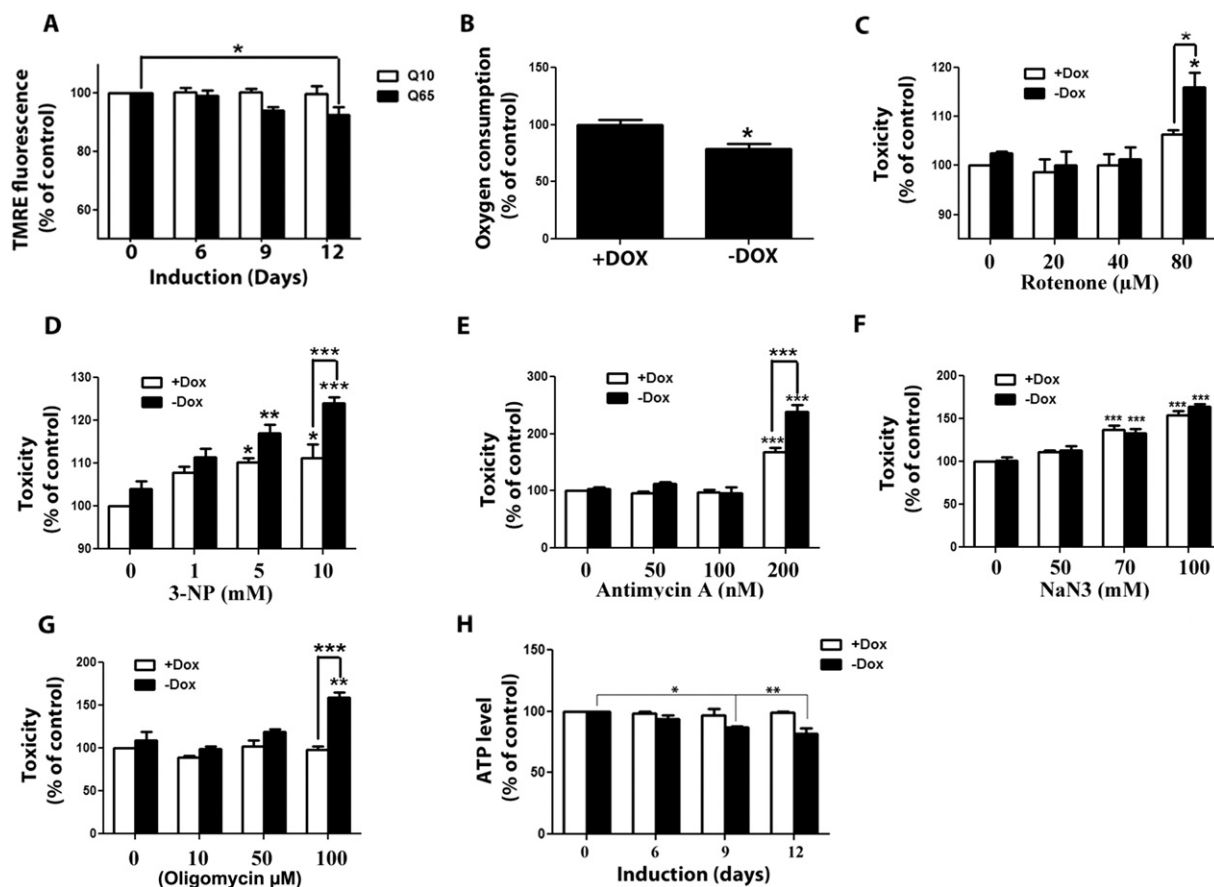 A
TMRE fluorescence
(% of control)
100
80
60
*
Q10
Q65
0 6 9 12
Induction (Days)
B
Oxygen consumption
(% of control)
150
100
50
0
*
+DOX -DOX
C
Toxicity
(% of control)
120
110
100
90
+Dox
-Dox
*
*
0 20 40 80
Rotenone (µM)
D
Toxicity
(% of control)
130
120
110
100
90
+Dox
-Dox
***
***
**
*
*
0 1 5 10
3-NP (mM)
E
Toxicity
(% of control)
300
200
100
0
+Dox
-Dox
***
***
***
0 50 100 200
Antimycin A (nM)
F
Toxicity
(% of control)
200
150
100
50
0
+Dox
-Dox
*** *** *** ***
0 50 70 100
NaN3 (mM)
G
Toxicity
(% of control)
200
150
100
50
0
+Dox
-Dox
***
**
0 10 50 100
(Oligomycin µM)
H
ATP level
(% of control)
150
100
50
0
+Dox
-Dox
* **
0 6 9 12
Induction (days)